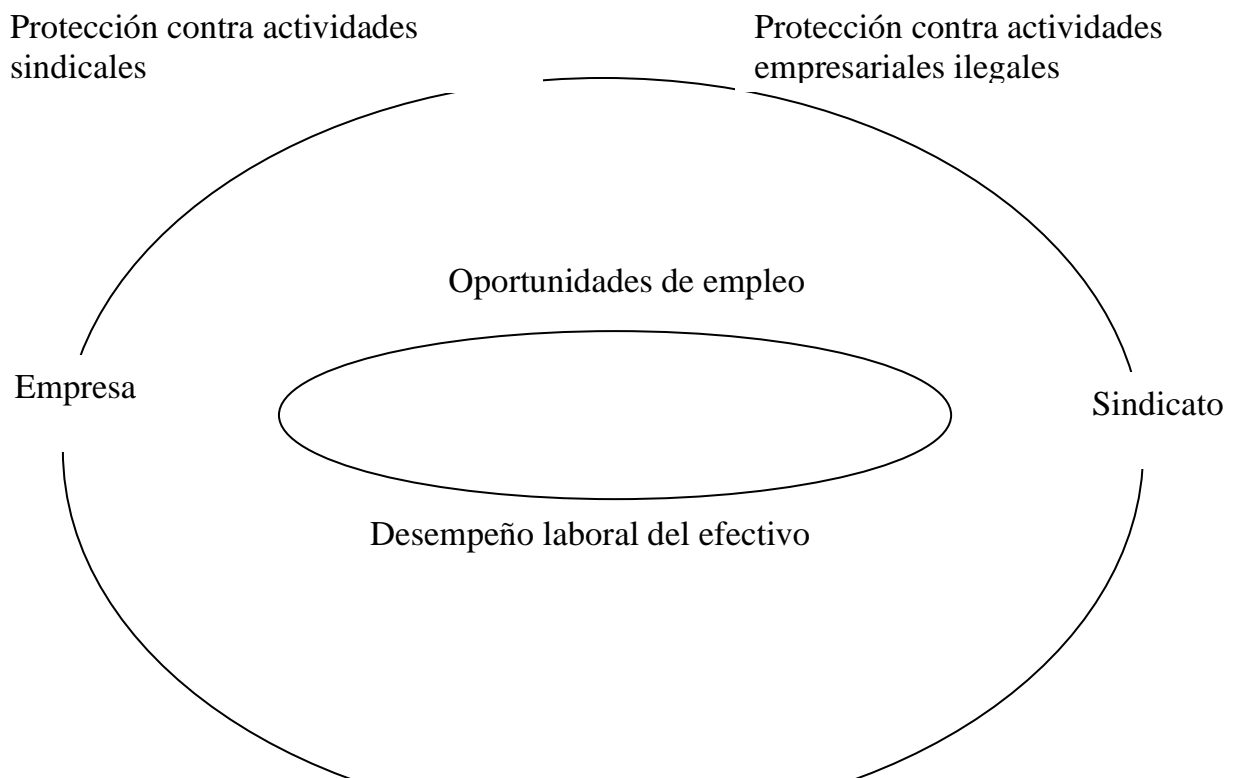 Protección contra actividades
sindicales
Protección contra actividades
empresariales ilegales
Oportunidades de empleo
Empresa
Sindicato
Desempeño laboral del efectivo